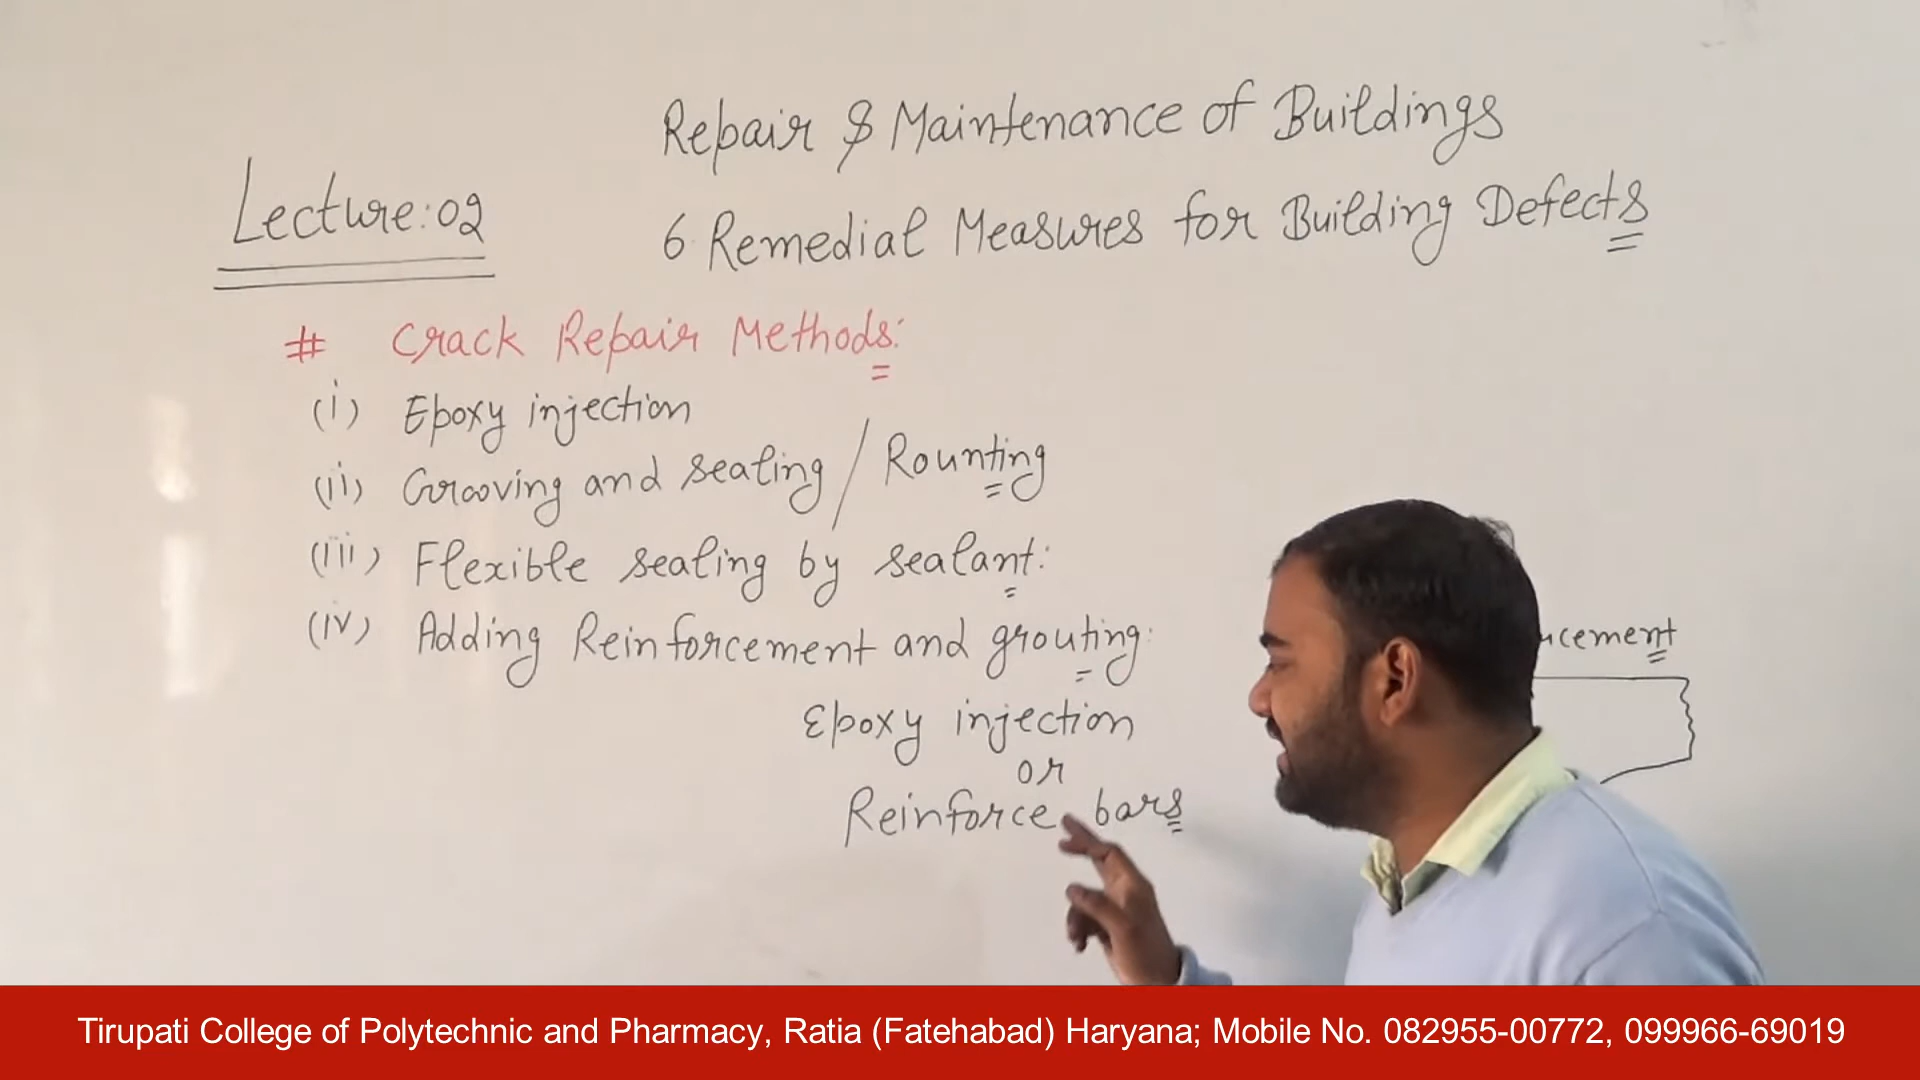 Repair & Maintenance of Buildings
Lecture:02
6 Remedial Measures for Building Defects
# Crack Repair Methods:
(i) Epoxy injection
(ii) Grooving and sealing / Rounting
(iii) Flexible sealing by sealant:
(iv) Adding Reinforcement and grouting:
Epoxy injection
or
Reinforce bars
cement
Tirupati College of Polytechnic and Pharmacy, Ratia (Fatehabad) Haryana; Mobile No. 082955-00772, 099966-69019